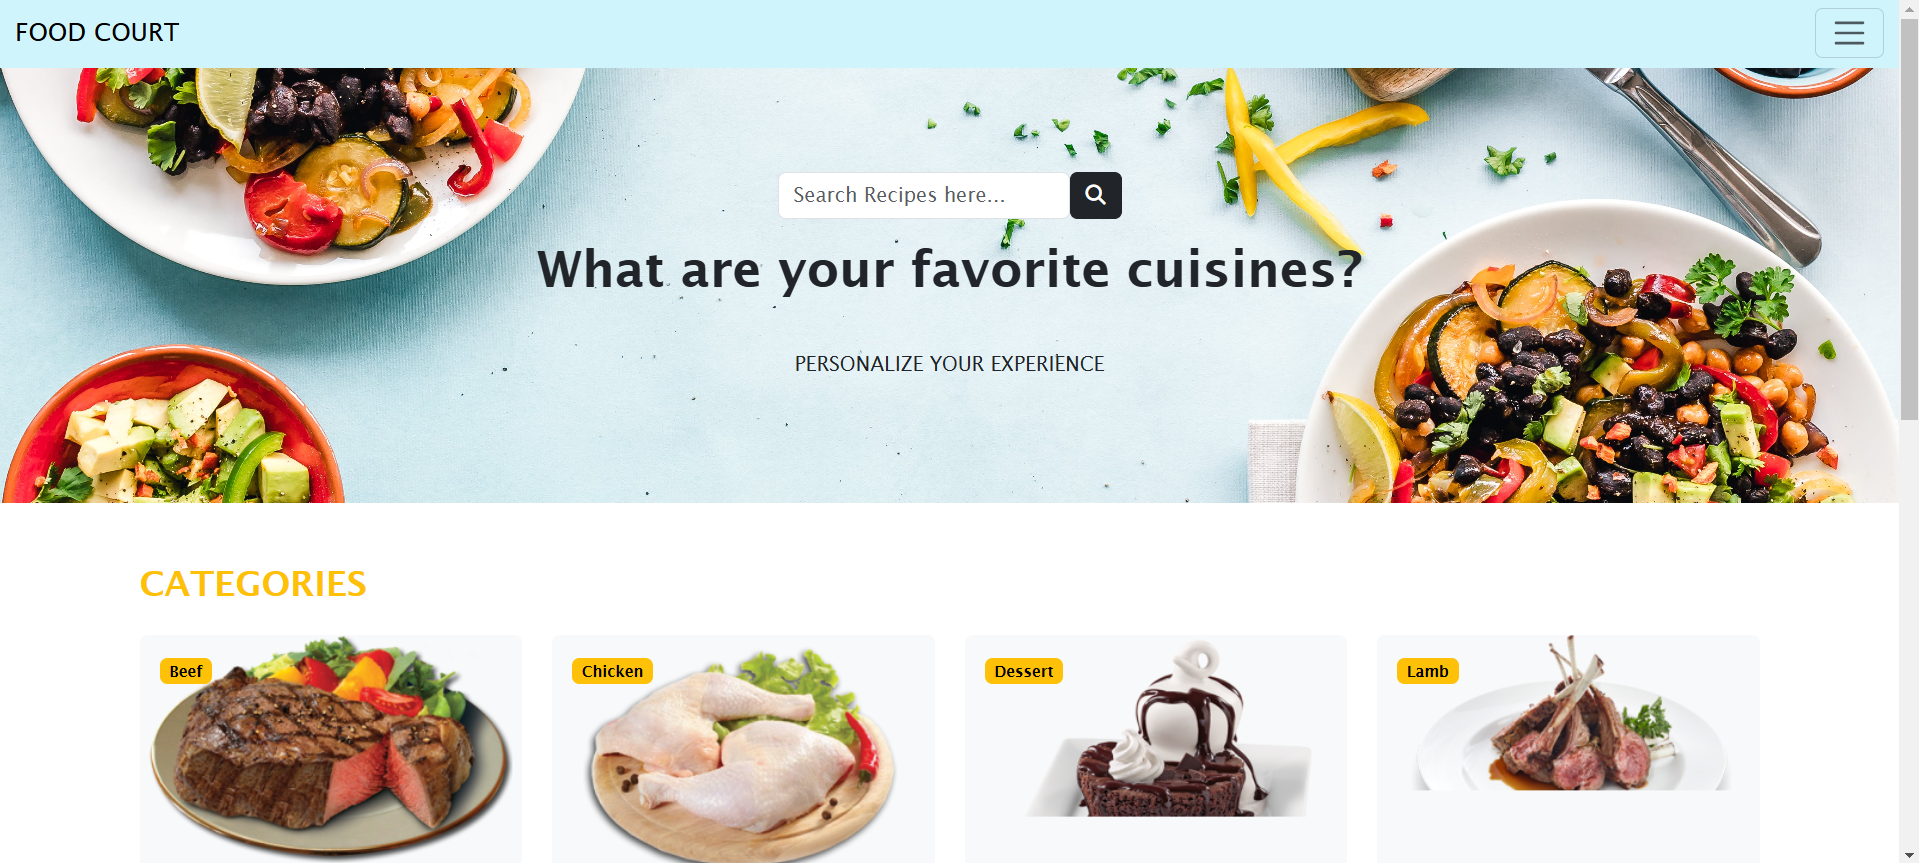 FOOD COURT
Search Recipes here...
What are your favorite cuisines?
PERSONALIZE YOUR EXPERIENCE
CATEGORIES
Beef
Chicken
Dessert
Lamb